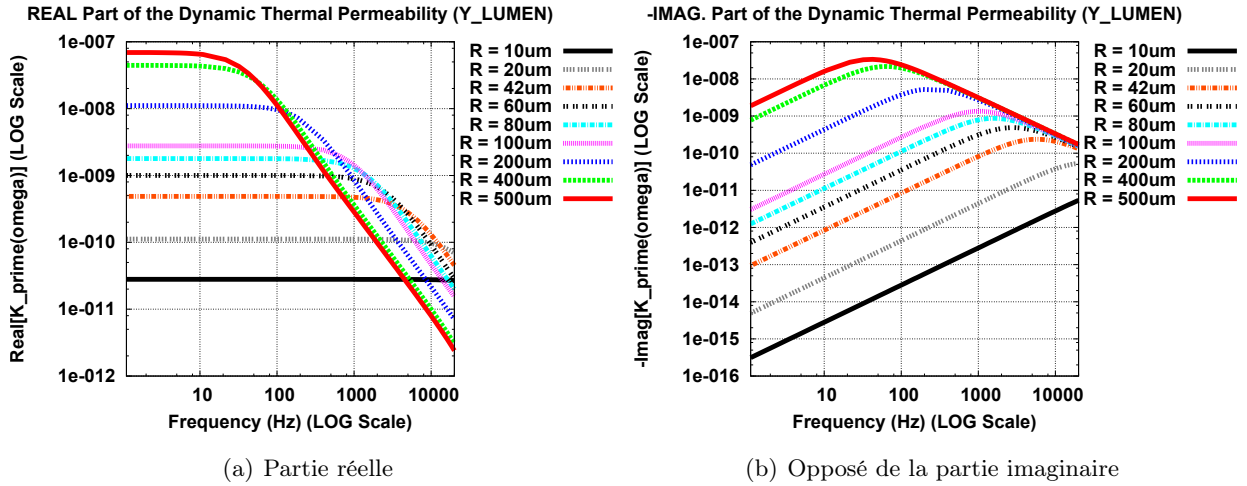 REAL Part of the Dynamic Thermal Permeability (Y_LUMEN)
Real[K_prime(omega)] (LOG Scale)
1e-007
1e-008
1e-009
1e-010
1e-011
1e-012
10
100
1000
10000
Frequency (Hz) (LOG Scale)
R = 10um
R = 20um
R = 42um
R = 60um
R = 80um
R = 100um
R = 200um
R = 400um
R = 500um
(a) Partie réelle
-IMAG. Part of the Dynamic Thermal Permeability (Y_LUMEN)
-Imag[K_prime(omega)] (LOG Scale)
1e-007
1e-008
1e-009
1e-010
1e-011
1e-012
1e-013
1e-014
1e-015
1e-016
10
100
1000
10000
Frequency (Hz) (LOG Scale)
R = 10um
R = 20um
R = 42um
R = 60um
R = 80um
R = 100um
R = 200um
R = 400um
R = 500um
(b) Opposé de la partie imaginaire